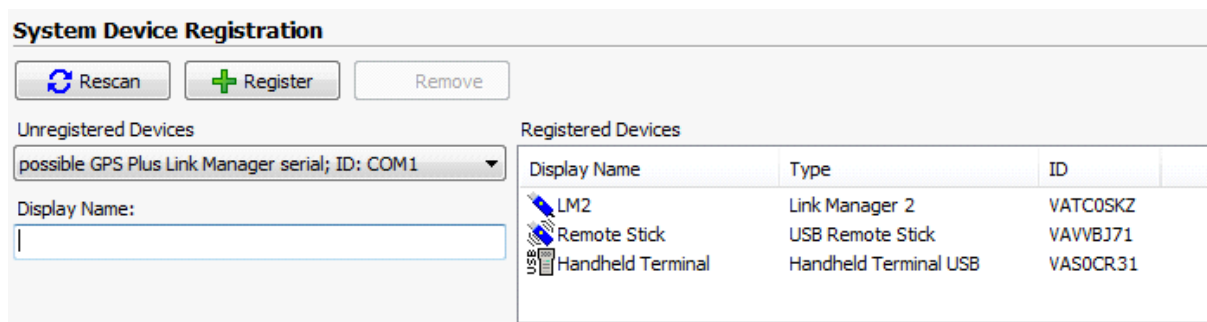 System Device Registration
Rescan Register Remove
Unregistered Devices
possible GPS Plus Link Manager serial; ID: COM1
Display Name:
Registered Devices
Display Name Type ID
LM2 Link Manager 2 VATC0SKZ
Remote Stick USB Remote Stick VAVVBJ71
USB Handheld Terminal Handheld Terminal USB VAS0CR31